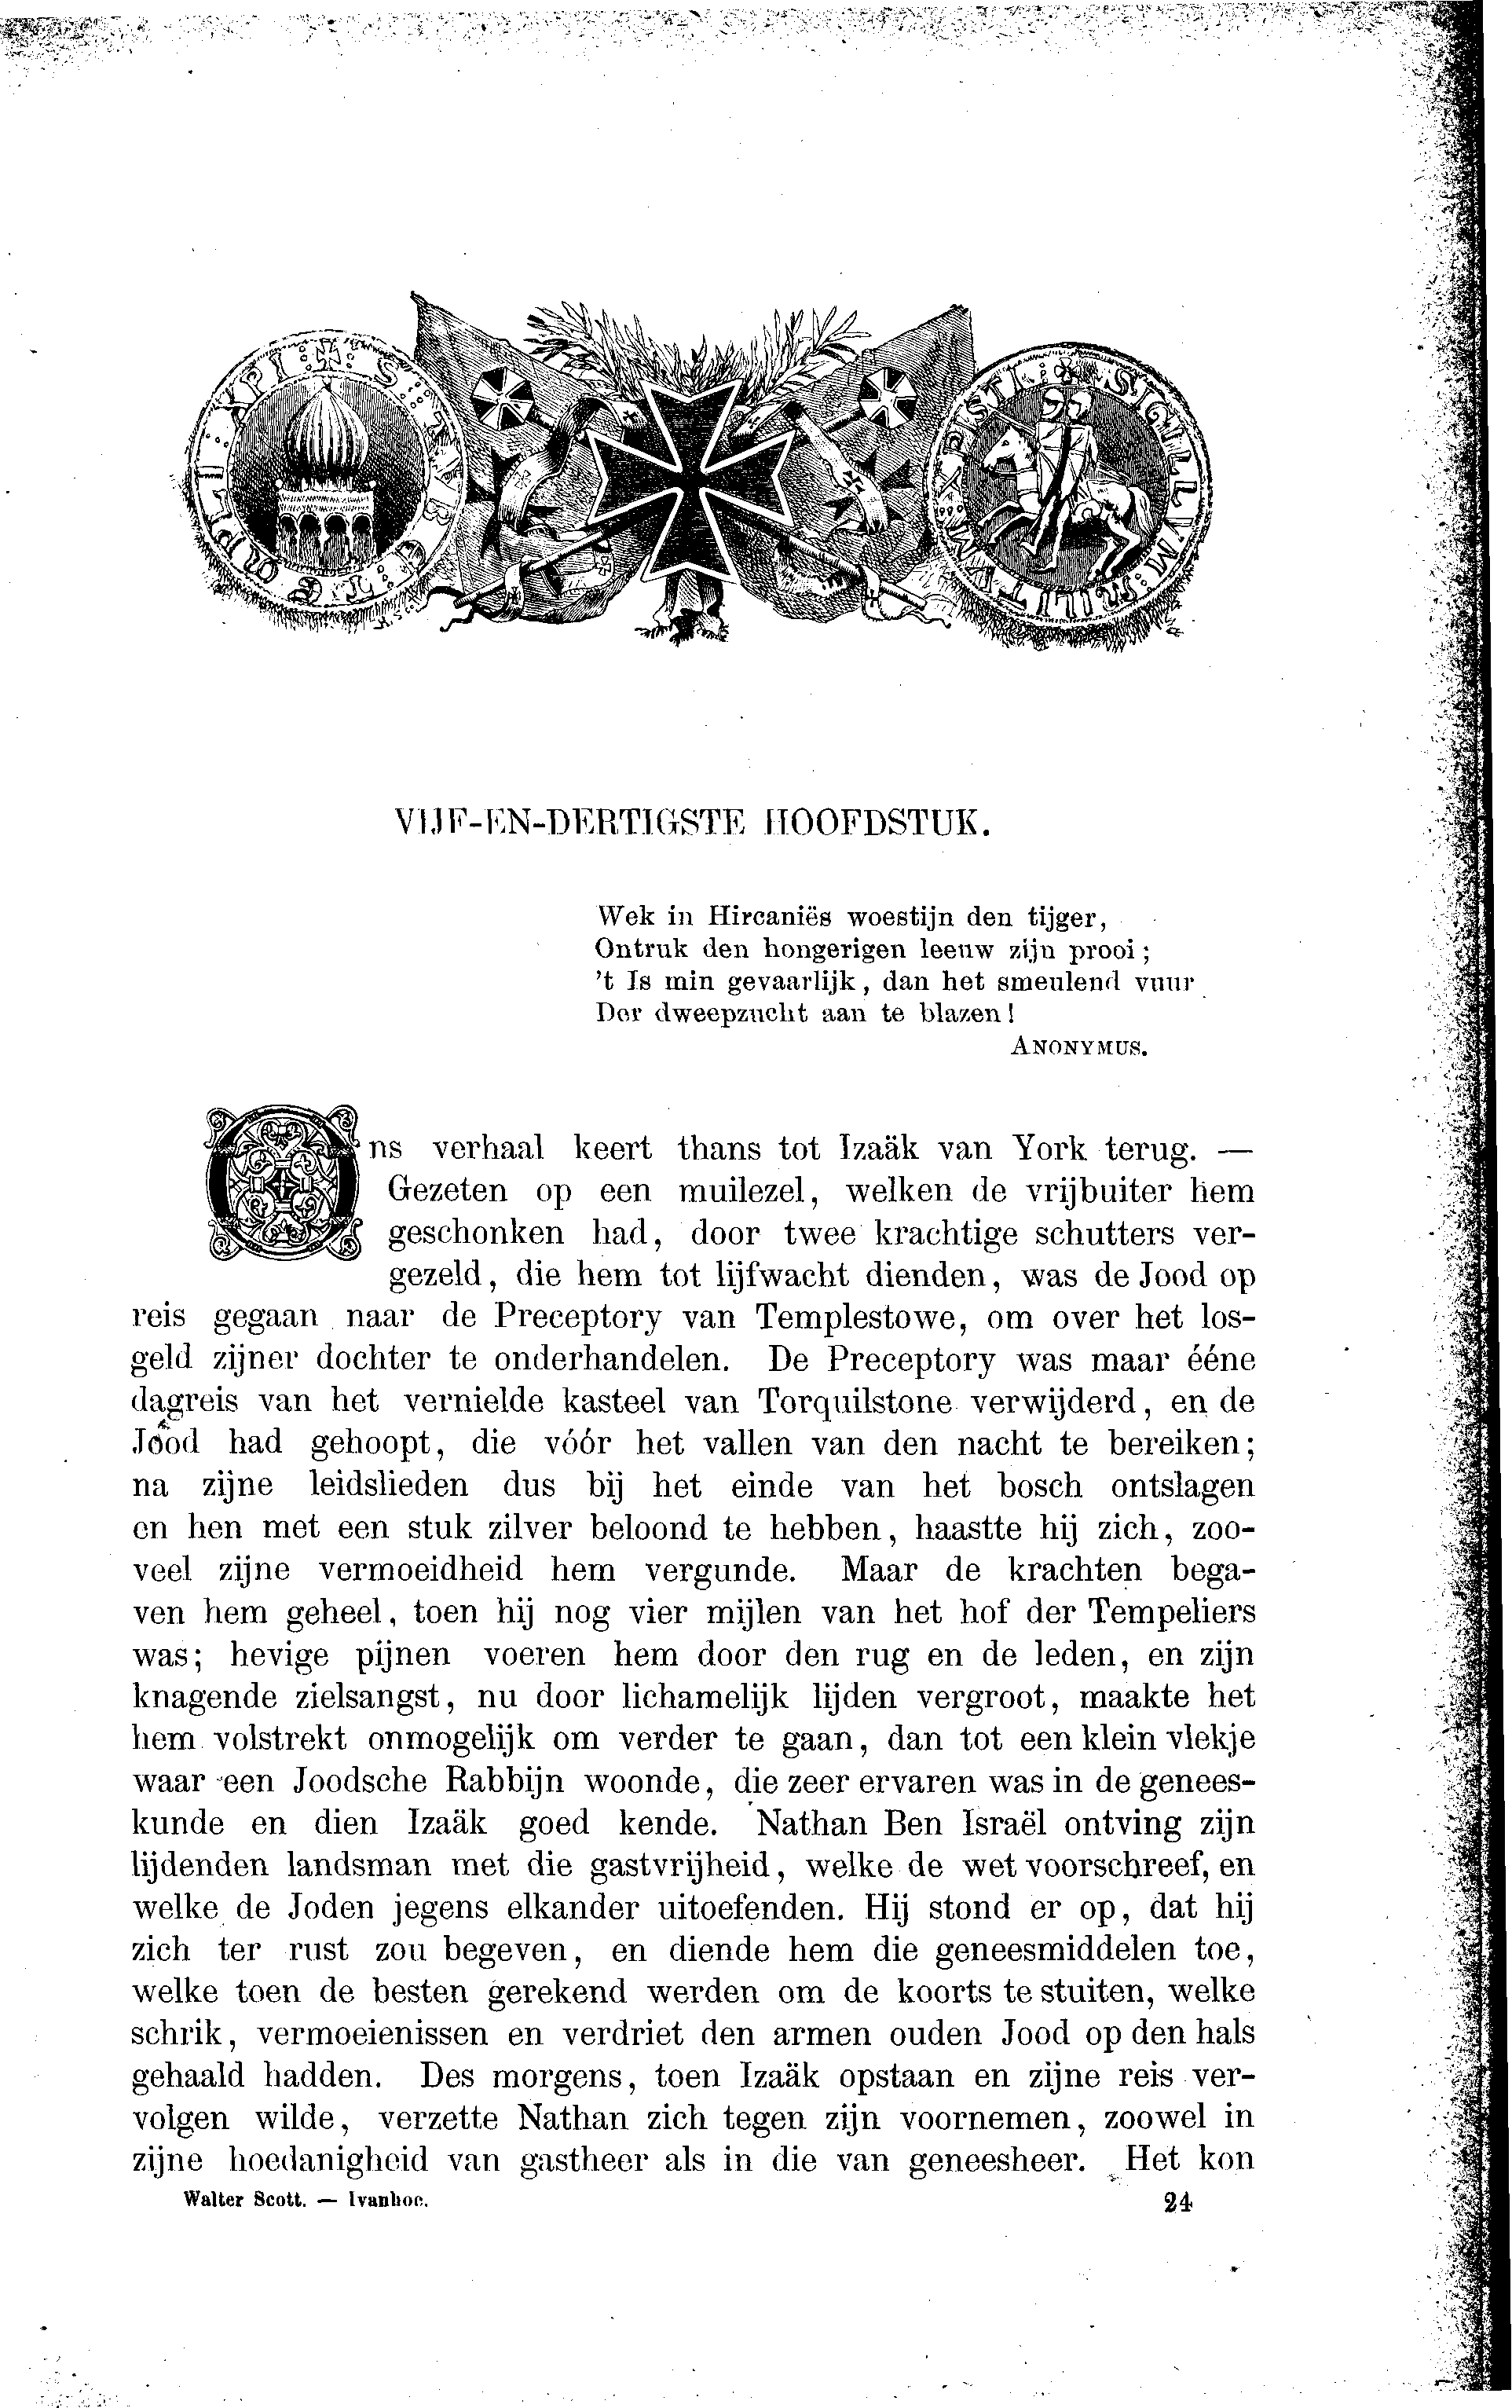 VIJF-EN-DERTIGSTE HOOFDSTUK.
Wek in Hircaniës woestijn den tijger,
Ontruk den hongerigen leeuw zijn prooi;
't Is min gevaarlijk, dan het smeulend vuur
Der dweepzucht aan te blazen!
ANONYMUS.
Ons verhaal keert thans tot Izaäk van York terug. —
Gezeten op een muilezel, welken de vrijbuiter hem
geschonken had, door twee krachtige schutters ver-
gezeld, die hem tot lijfwacht dienden, was de Jood op
reis gegaan naar de Preceptory van Templestowe, om over het los-
geld zijner dochter te onderhandelen. De Preceptory was maar ééne
dagreis van het vernielde kasteel van Torquilstone verwijderd, en de
Jood had gehoopt, die vóór het vallen van den nacht te bereiken;
na zijne leidslieden dus bij het einde van het bosch ontslagen
en hen met een stuk zilver beloond te hebben, haastte hij zich, zoo-
veel zijne vermoeidheid hem vergunde. Maar de krachten bega-
ven hem geheel, toen hij nog vier mijlen van het hof der Tempeliers
was; hevige pijnen voeren hem door den rug en de leden, en zijn
knagende zielsangst, nu door lichamelijk lijden vergroot, maakte het
hem volstrekt onmogelijk om verder te gaan, dan tot een klein vlekje
waar een Joodsche Rabbijn woonde, die zeer ervaren was in de genees-
kunde en dien Izaäk goed kende. Nathan Ben Israël ontving zijn
lijdenden landsman met die gastvrijheid, welke de wet voorschreef, en
welke de Joden jegens elkander uitoefenden. Hij stond er op, dat hij
zich ter rust zou begeven, en diende hem die geneesmiddelen toe,
welke toen de besten gerekend werden om de koorts te stuiten, welke
schrik, vermoeienissen en verdriet den armen ouden Jood op den hals
gehaald hadden. Des morgens, toen Izaäk opstaan en zijne reis ver-
volgen wilde, verzette Nathan zich tegen zijn voornemen, zoowel in
zijne hoedanigheid van gastheer als in die van geneesheer. Het kon
Walter Scott. — Ivanhoe. 24